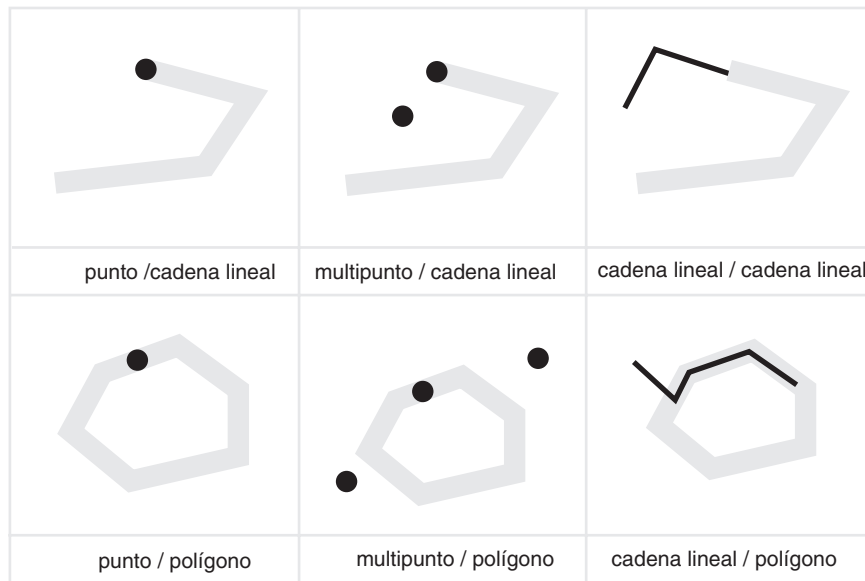 punto /cadena lineal
multipunto / cadena lineal
cadena lineal / cadena lineal
punto / polígono
multipunto / polígono
cadena lineal / polígono